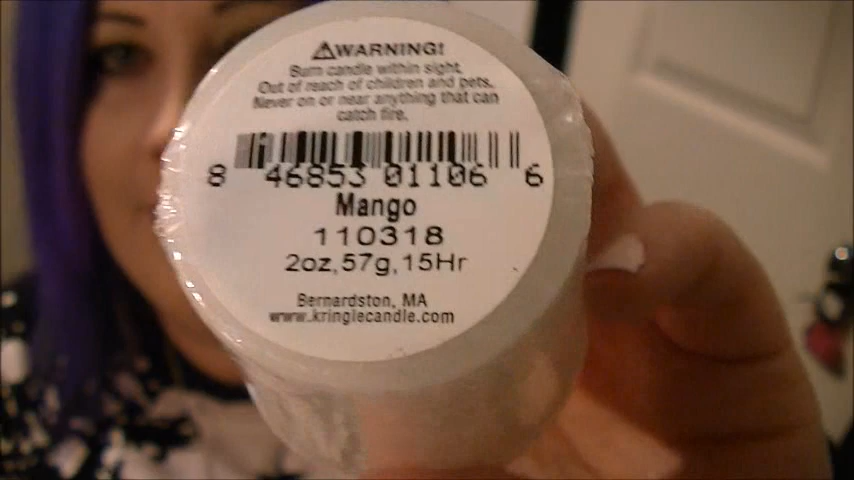 ⚠WARNING!
Burn candle within sight.
Out of reach of children and pets.
Never on or near anything that can
catch fire.
8 46853 01106 6
Mango
110318
2oz,57g,15Hr
Bernardston, MA
www.kringlecandle.com